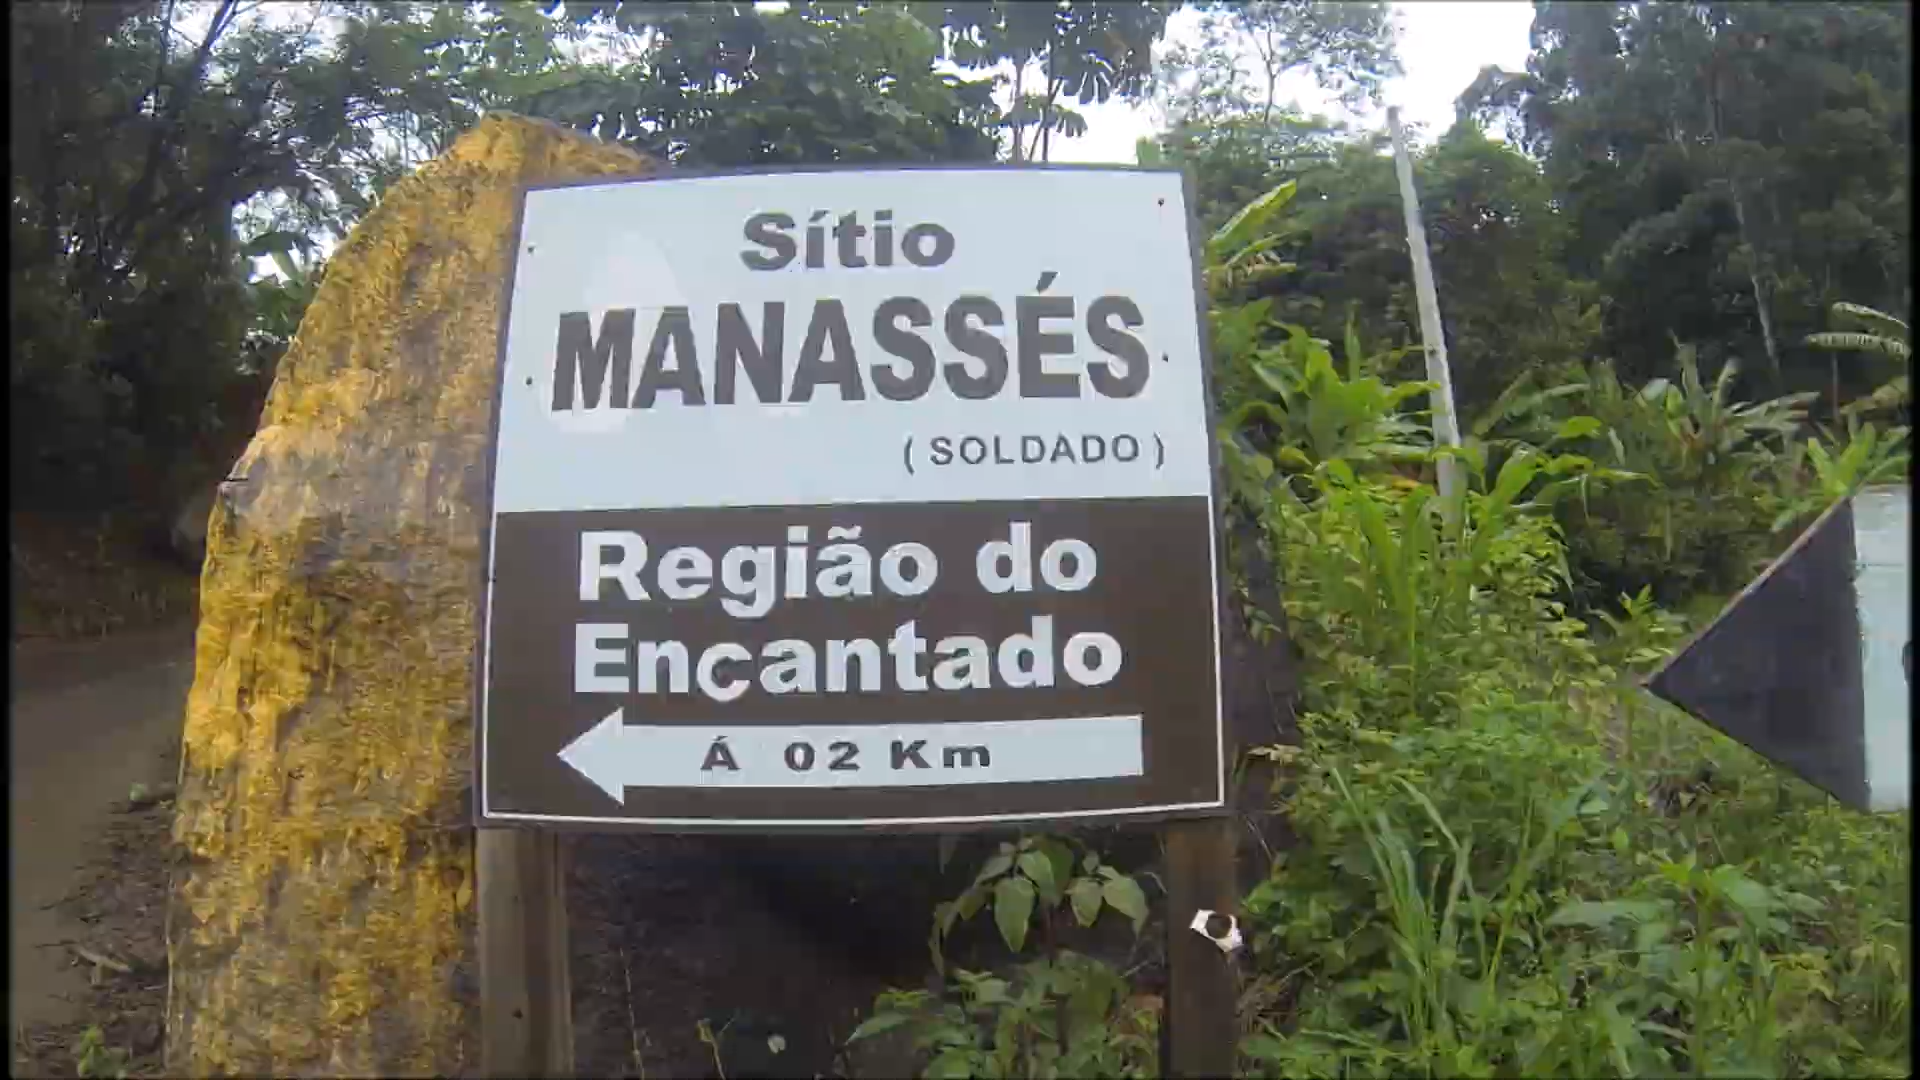 Sítio
MANASSÉS
( SOLDADO )
Região do
Encantado
Á 02 Km